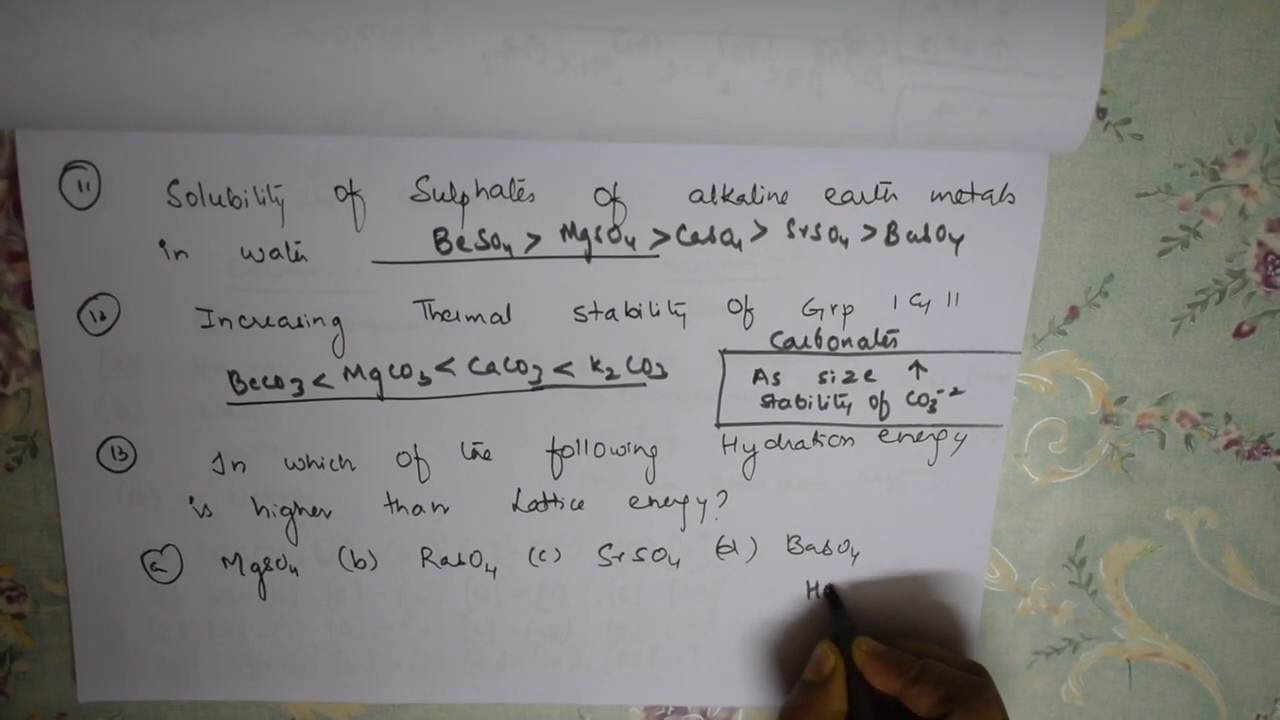 11 Solubility of Sulphates of alkaline earth metals
in water BeSO4 > MgSO4 > CaSO4 > SrSO4 > BaSO4
12 Increasing Thermal stability of Grp I & II
Carbonates
BeCO3 < MgCO3 < CaCO3 < K2CO3
As size ↑
stability of CO3-2
13 In which of the following Hydration energy
is higher than Lattice energy?
(a) MgSO4 (b) RaSO4 (c) SrSO4 (d) BaSO4